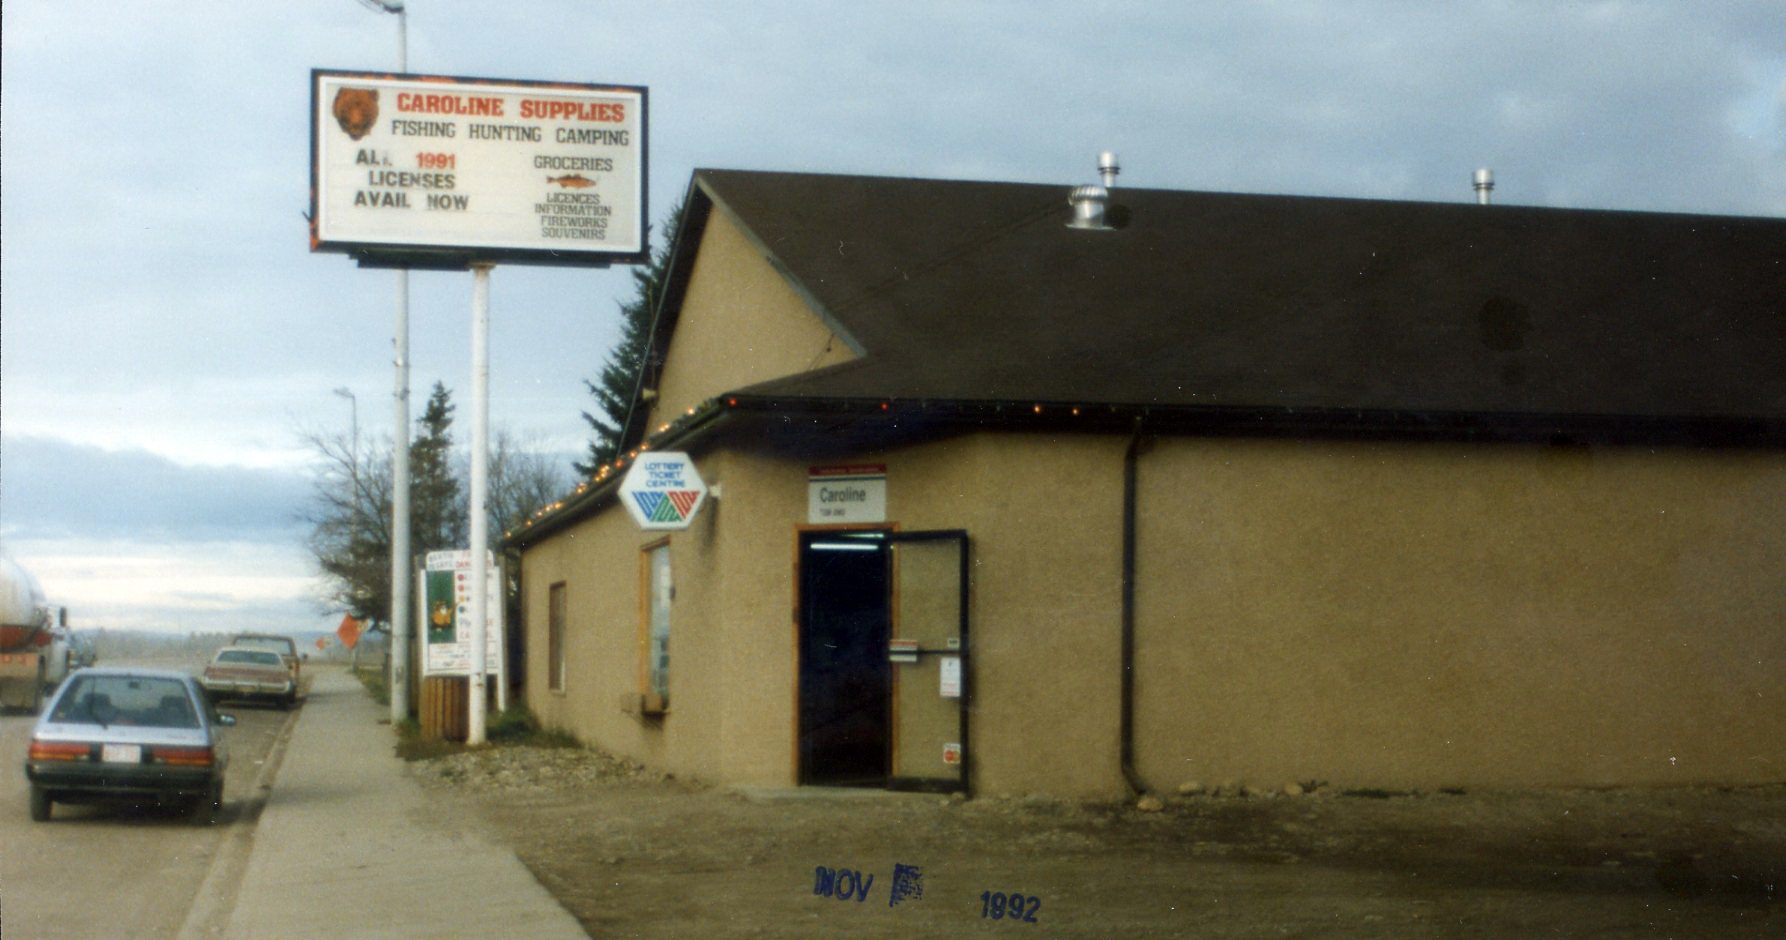 CAROLINE SUPPLIES
FISHING HUNTING CAMPING
ALL 1991
LICENSES
AVAIL NOW
GROCERIES
LICENCES
INFORMATION
FIREWORKS
SOUVENIRS
LOTTERY
TICKET
CENTRE
Caroline
NOV
1992